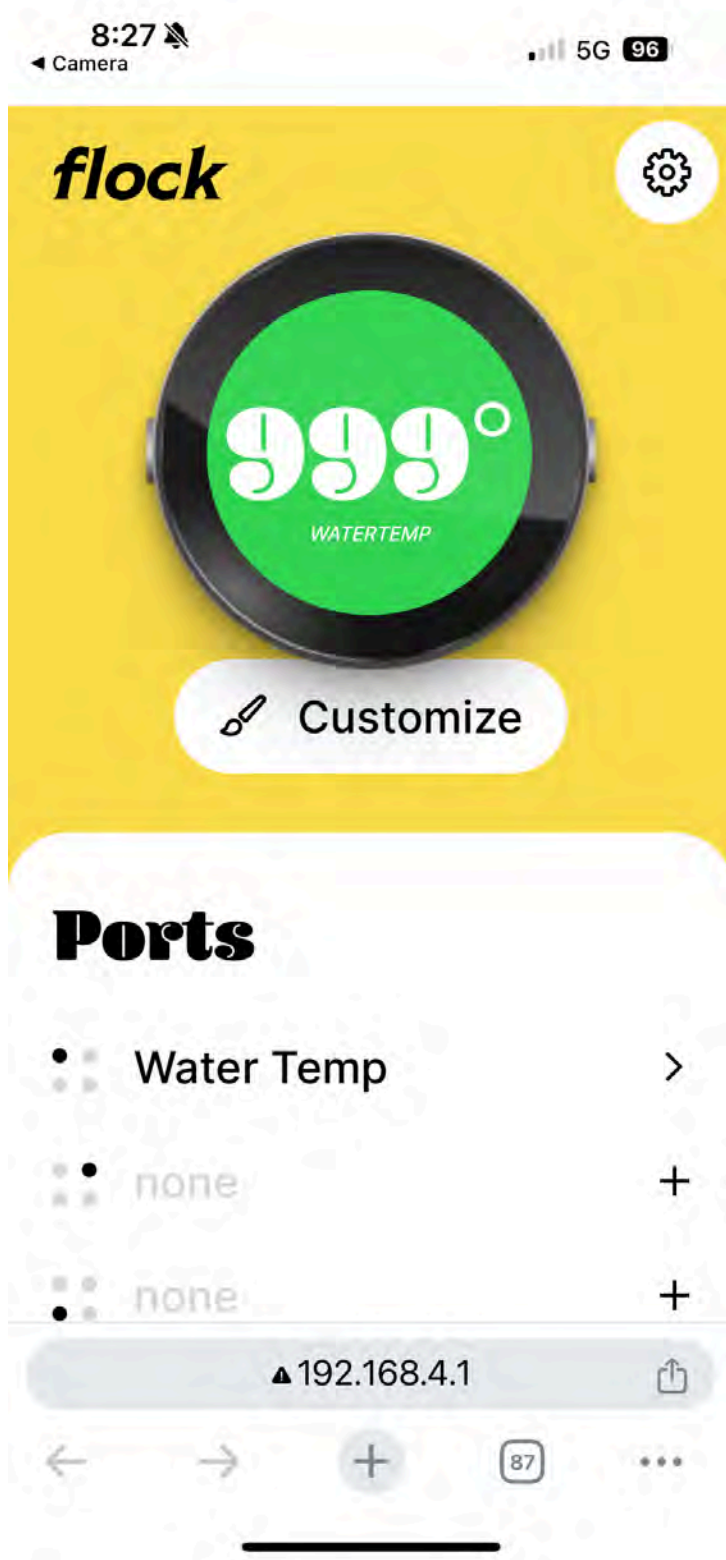 8:27
◀ Camera
5G 96
flock
999°
WATERTEMP
Customize
Ports
Water Temp
none
none
192.168.4.1
87